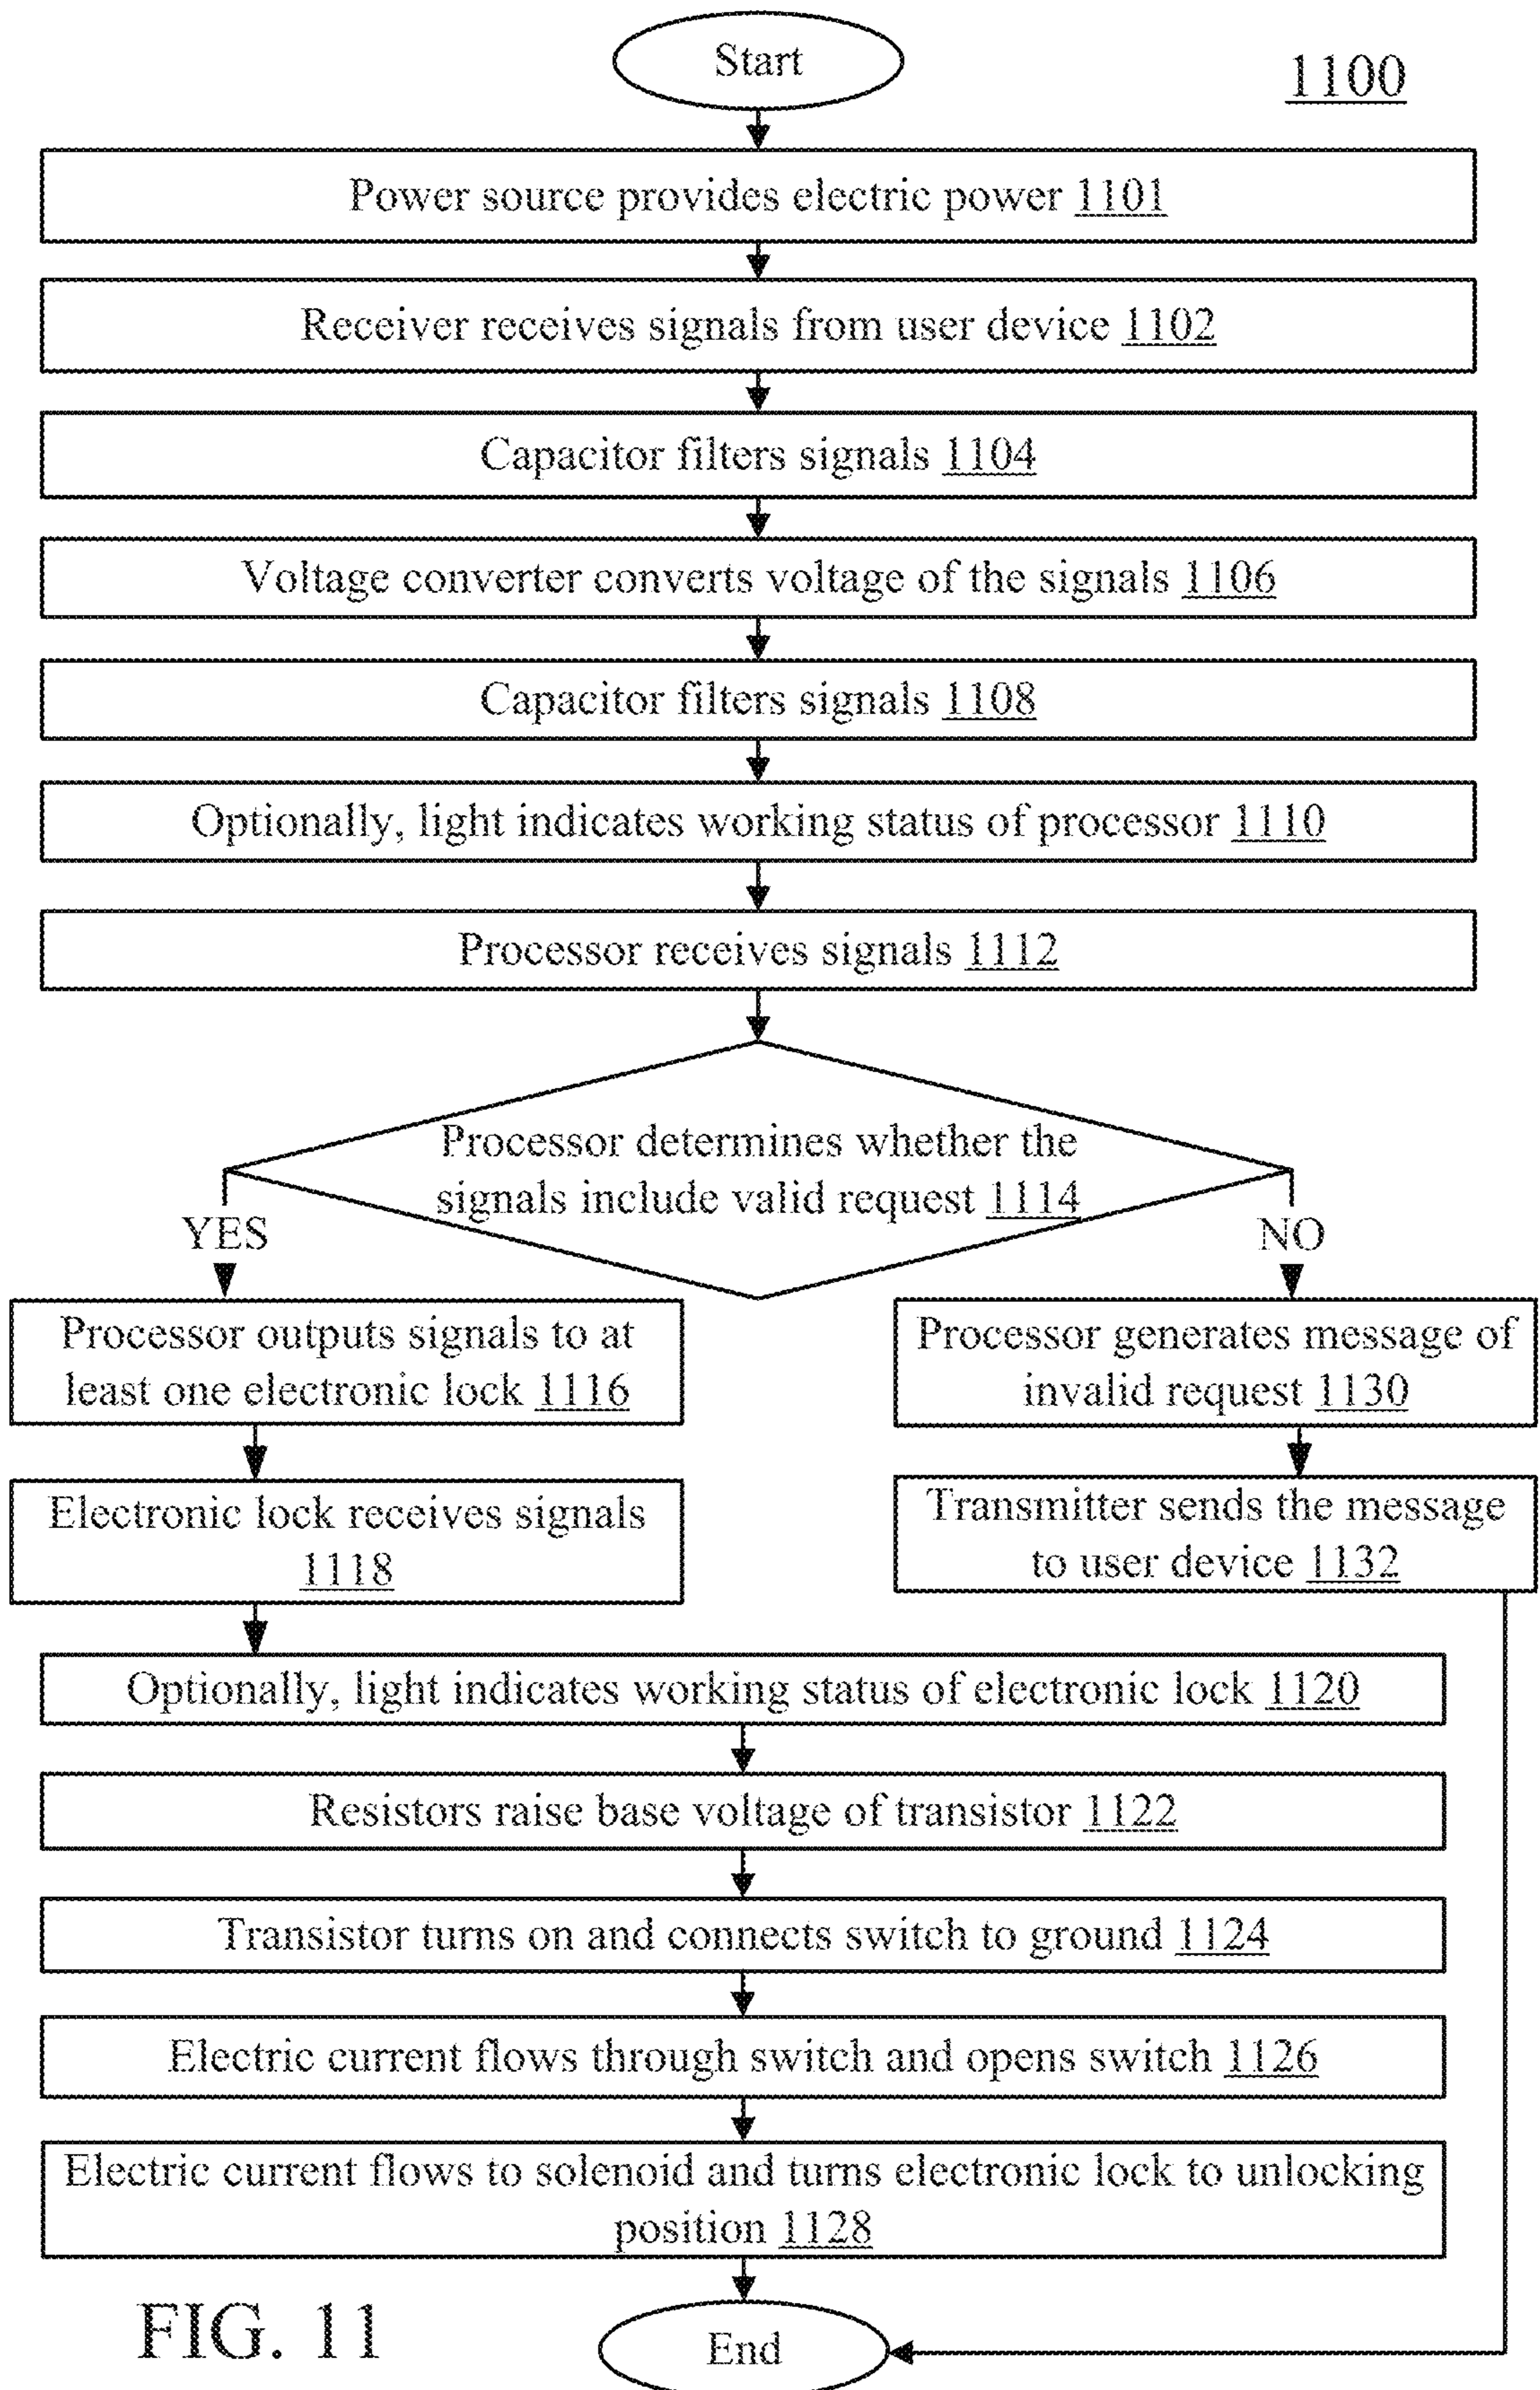 Start
1100
Power source provides electric power 1101
Receiver receives signals from user device 1102
Capacitor filters signals 1104
Voltage converter converts voltage of the signals 1106
Capacitor filters signals 1108
Optionally, light indicates working status of processor 1110
Processor receives signals 1112
Processor determines whether the
signals include valid request 1114
YES
NO
Processor outputs signals to at
least one electronic lock 1116
Processor generates message of
invalid request 1130
Electronic lock receives signals
1118
Transmitter sends the message
to user device 1132
Optionally, light indicates working status of electronic lock 1120
Resistors raise base voltage of transistor 1122
Transistor turns on and connects switch to ground 1124
Electric current flows through switch and opens switch 1126
Electric current flows to solenoid and turns electronic lock to unlocking
position 1128
FIG. 11
End